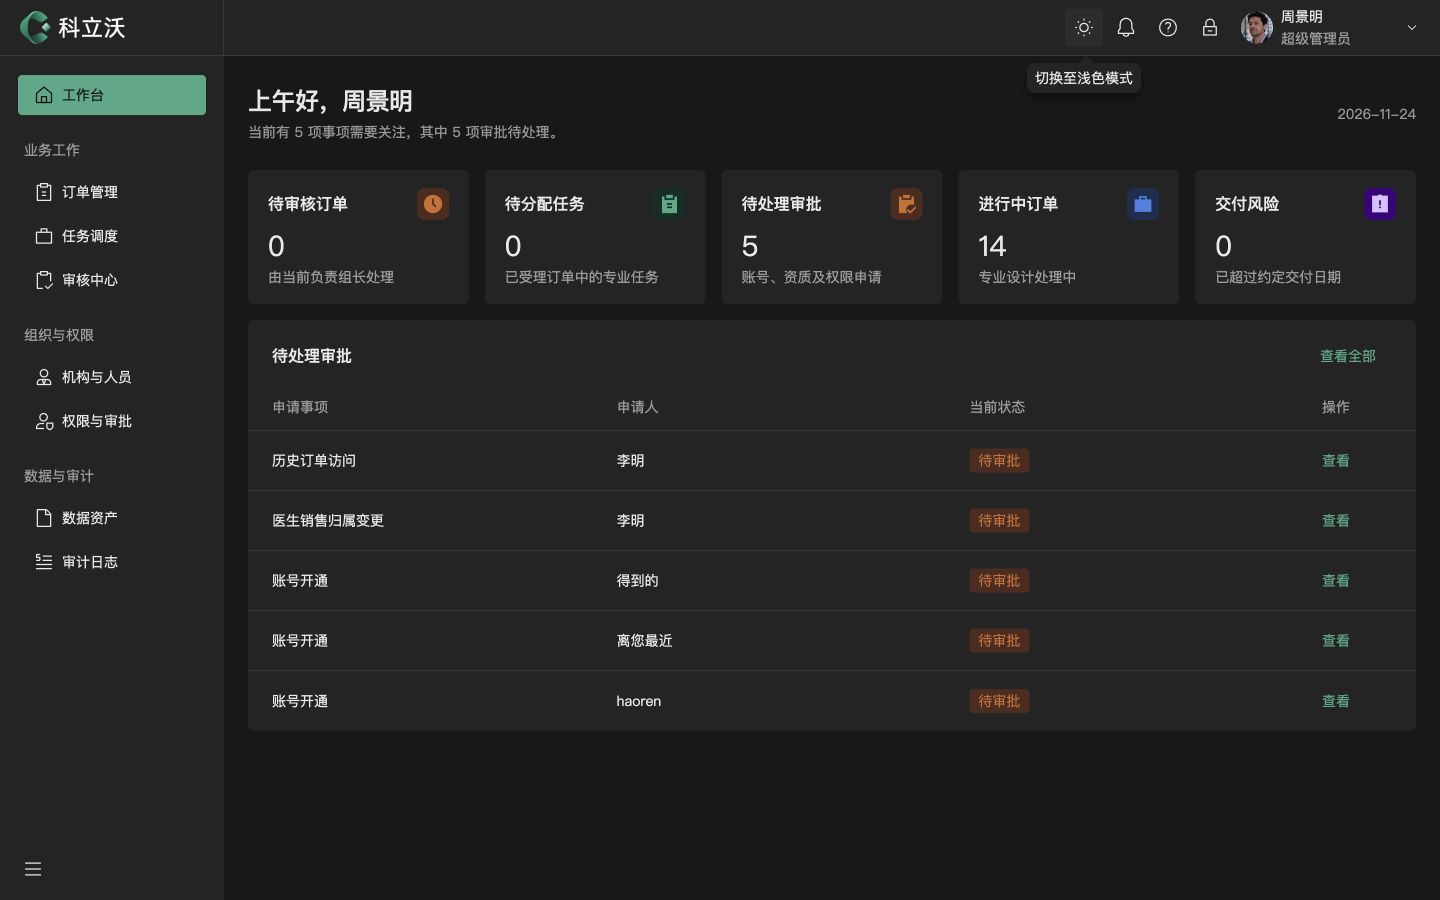 科立沃
周景明
超级管理员
切换至浅色模式
工作台
业务工作
订单管理
任务调度
审核中心
组织与权限
机构与人员
权限与审批
数据与审计
数据资产
审计日志
上午好，周景明
当前有 5 项事项需要关注，其中 5 项审批待处理。
2026-11-24
待审核订单
0
由当前负责组长处理
待分配任务
0
已受理订单中的专业任务
待处理审批
5
账号、资质及权限申请
进行中订单
14
专业设计处理中
交付风险
0
已超过约定交付日期
待处理审批
查看全部
申请事项 申请人 当前状态 操作
历史订单访问 李明 待审批 查看
医生销售归属变更 李明 待审批 查看
账号开通 得到的 待审批 查看
账号开通 离您最近 待审批 查看
账号开通 haoren 待审批 查看